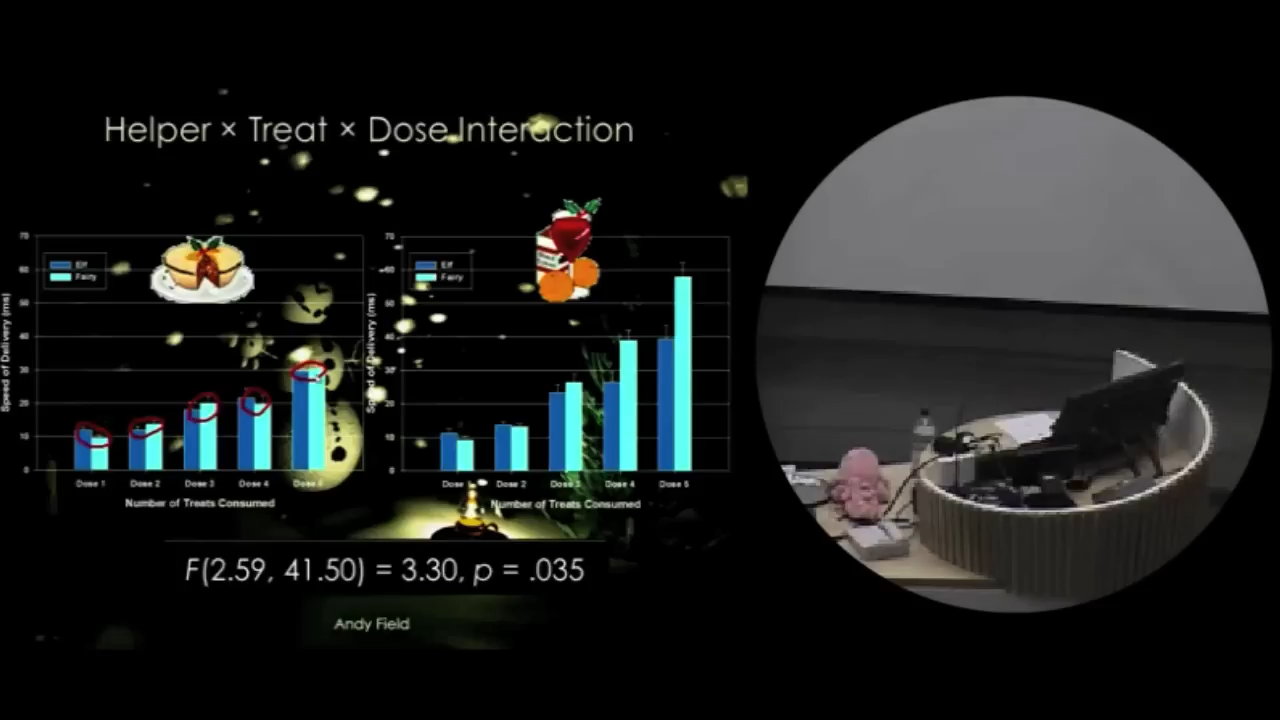 Helper × Treat × Dose Interaction
70
60
50
40
30
20
10
0
Elf
Fairy
Speed of Delivery (ms)
Dose 1
Dose 2
Dose 3
Dose 4
Number of Treats Consumed
70
60
50
40
30
20
10
0
Elf
Fairy
Speed of Delivery (ms)
Dose
Dose 2
Dose 3
Dose 4
Dose 5
Number of Treats Consumed
F(2.59, 41.50) = 3.30, p = .035
Andy Field